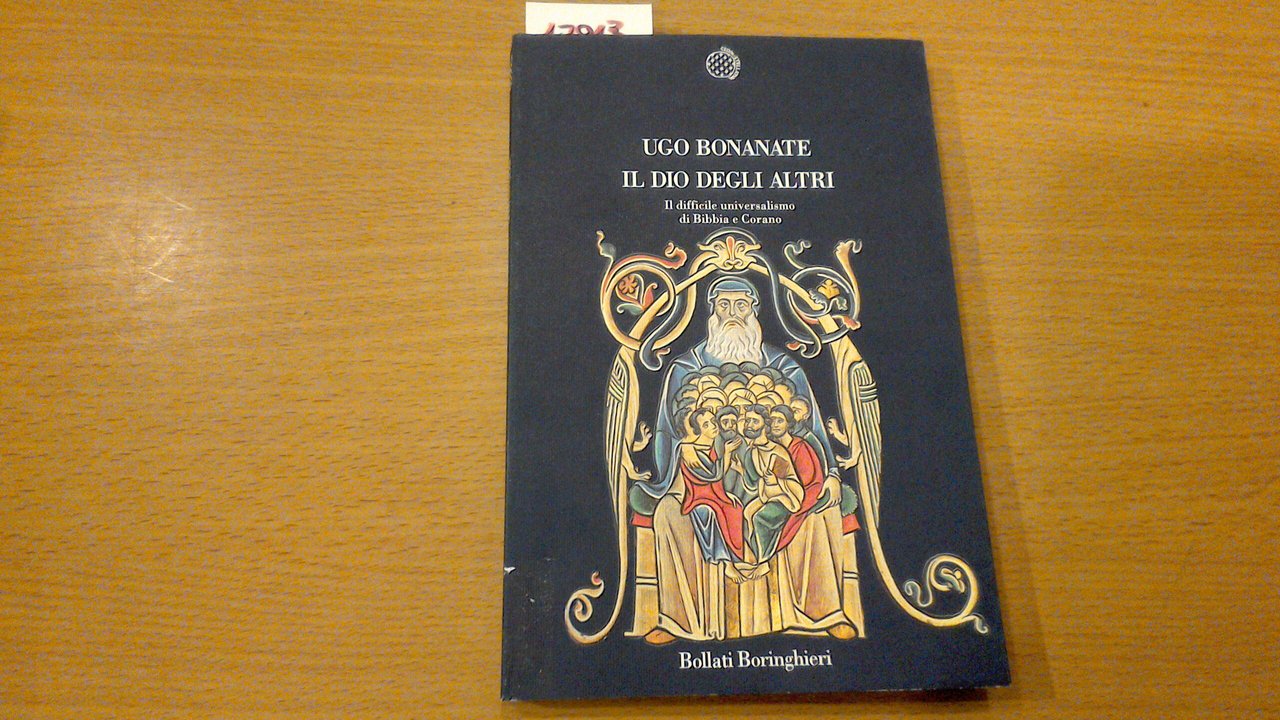 UGO BONANATE
IL DIO DEGLI ALTRI
Il difficile universalismo
di Bibbia e Corano
Bollati Boringhieri